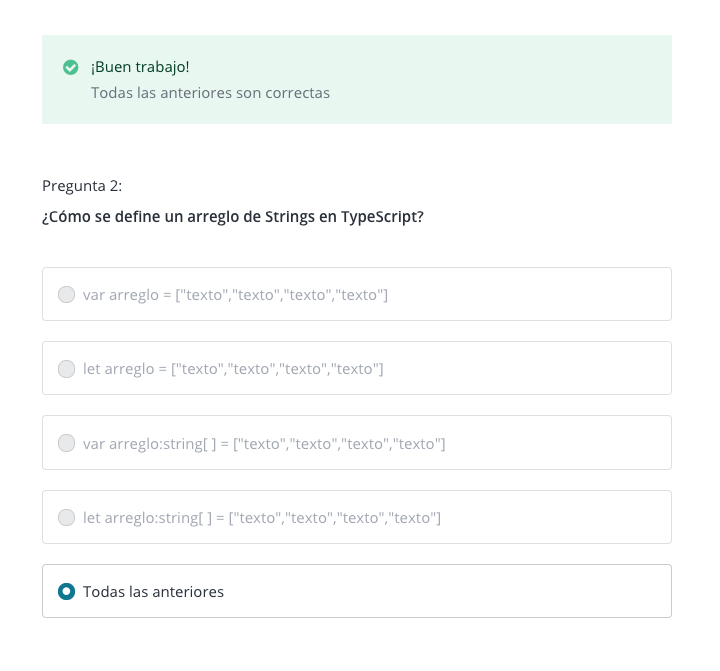 ¡Buen trabajo!
Todas las anteriores son correctas
Pregunta 2:
¿Cómo se define un arreglo de Strings en TypeScript?
var arreglo = ["texto","texto","texto","texto"]
let arreglo = ["texto","texto","texto","texto"]
var arreglo:string[ ] = ["texto","texto","texto","texto"]
let arreglo:string[ ] = ["texto","texto","texto","texto"]
Todas las anteriores